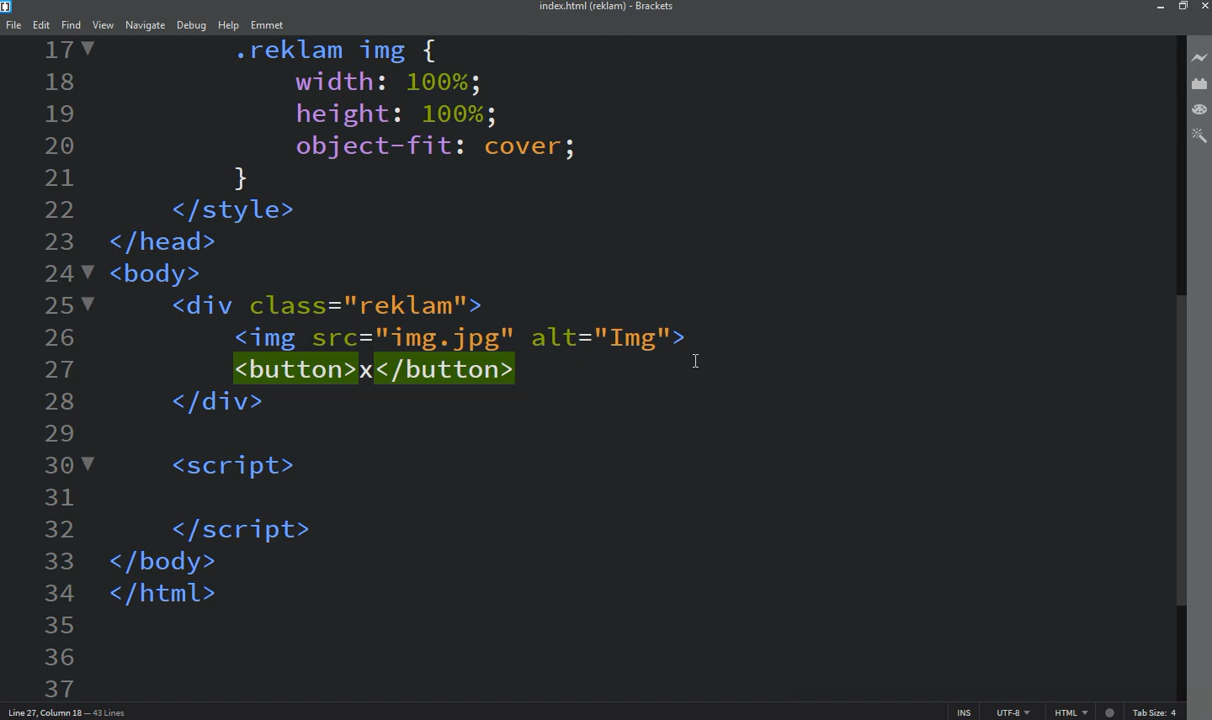 index.html (reklam) - Brackets
File Edit Find View Navigate Debug Help Emmet
17 .reklam img {
18 width: 100%;
19 height: 100%;
20 object-fit: cover;
21 }
22 </style>
23 </head>
24 <body>
25 <div class="reklam">
26 <img src="img.jpg" alt="Img">
27 <button>x</button>
28 </div>
29
30 <script>
31
32 </script>
33 </body>
34 </html>
35
36
37
Line 27, Column 18 — 43 Lines INS UTF-8 HTML Tab Size: 4